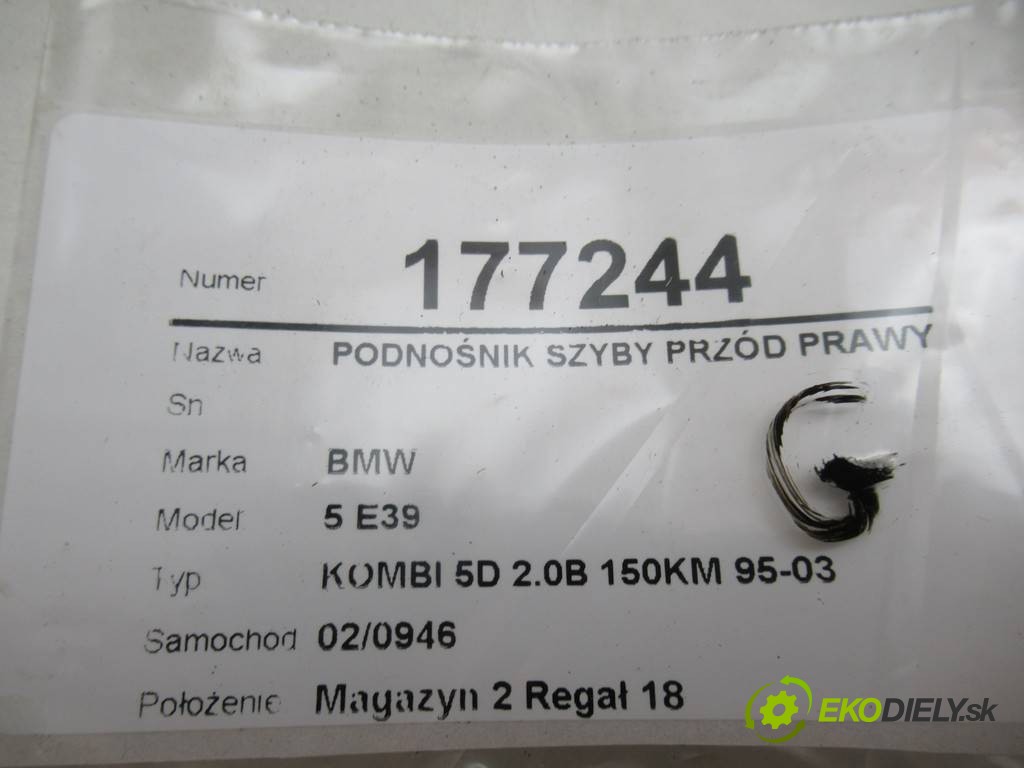 Numer 177244
Nazwa PODNOŚNIK SZYBY PRZÓD PRAWY
Sn
G
Marka BMW
Model 5 E39
Typ KOMBI 5D 2.0B 150KM 95-03
Samochod 02/0946
Położenie Magazyn 2 Regał 18
EKODIELY.sk